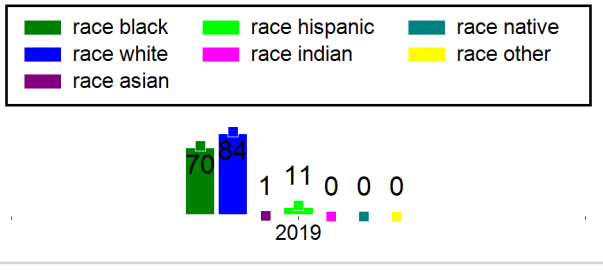 race black race hispanic race native
race white race indian race other
race asian
70 84 1 11 0 0 0
2019